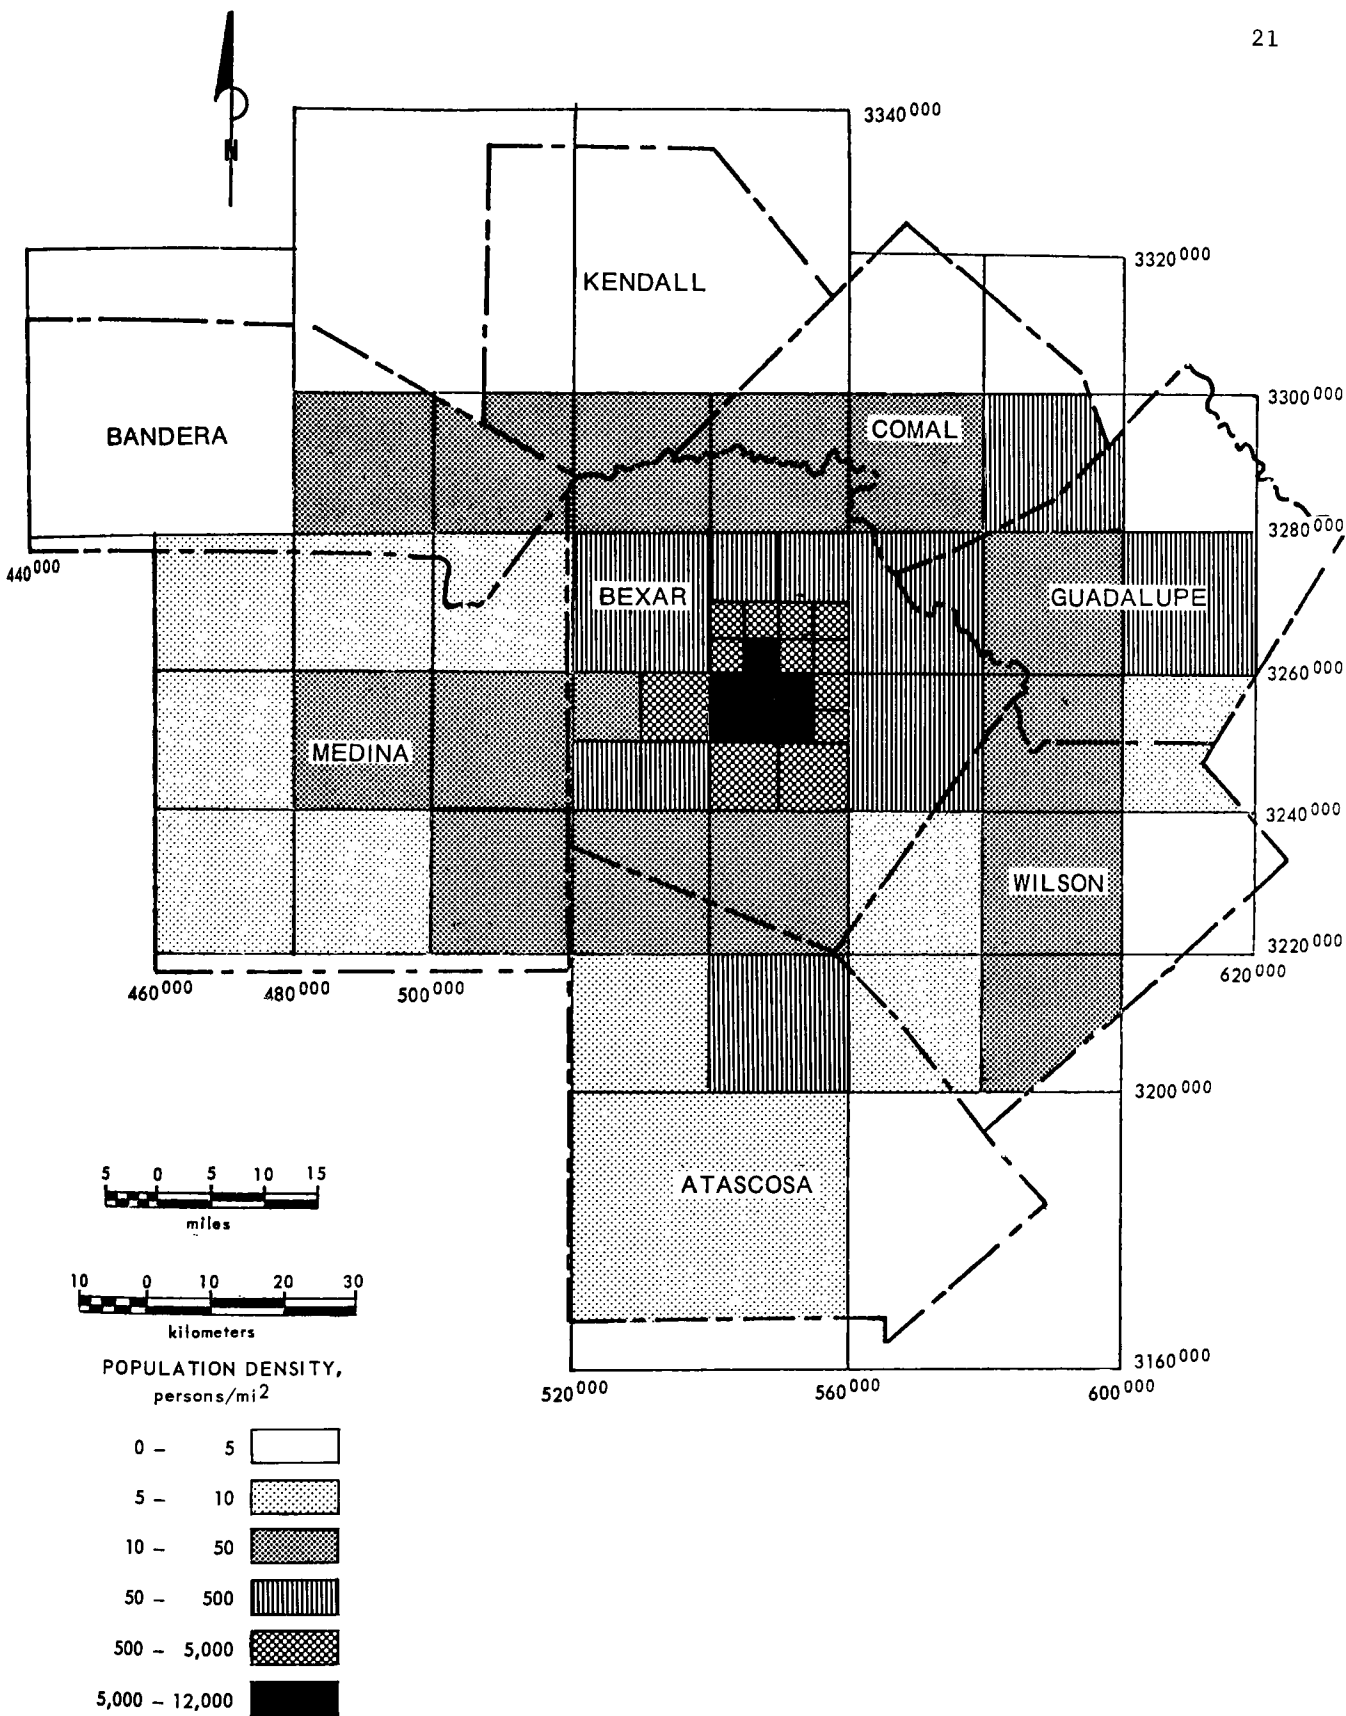 21
N
3340000
3320000
KENDALL
3300000
BANDERA
COMAL
3280000
440000
BEXAR
GUADALUPE
3260000
MEDINA
3240000
WILSON
3220000
460000 480000 500000
620000
3200000
ATASCOSA
5 0 5 10 15
miles
10 0 10 20 30
kilometers
3160000
520000 560000 600000
POPULATION DENSITY,
persons/mi2
0 – 5
5 – 10
10 – 50
50 – 500
500 – 5,000
5,000 – 12,000